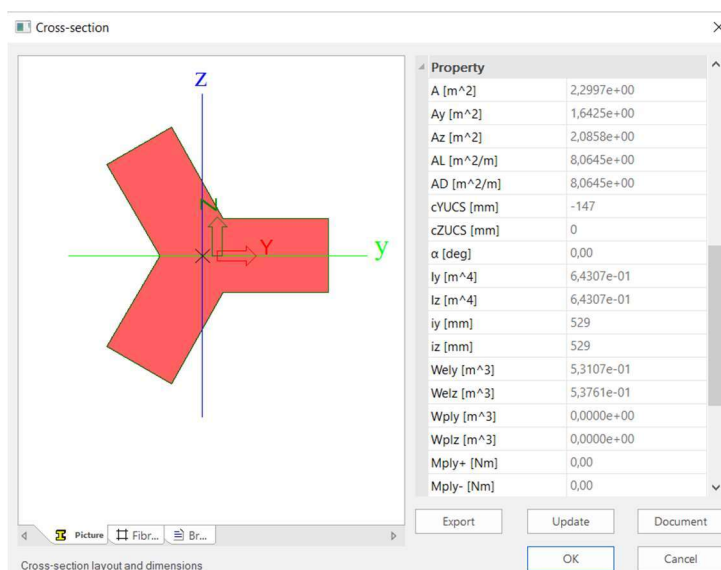 Cross-section
z
Z
Y
y
Property
A [m^2] 2,2997e+00
Ay [m^2] 1,6425e+00
Az [m^2] 2,0858e+00
AL [m^2/m] 8,0645e+00
AD [m^2/m] 8,0645e+00
cYUCS [mm] -147
cZUCS [mm] 0
α [deg] 0,00
Iy [m^4] 6,4307e-01
Iz [m^4] 6,4307e-01
iy [mm] 529
iz [mm] 529
Wely [m^3] 5,3107e-01
Welz [m^3] 5,3761e-01
Wply [m^3] 0,0000e+00
Wplz [m^3] 0,0000e+00
Mply+ [Nm] 0,00
Mply- [Nm] 0,00
Picture Fibr... Br...
Export Update Document
OK Cancel
Cross-section layout and dimensions